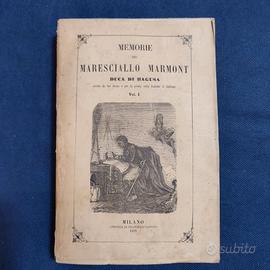 MEMORIE
DEL
MARESCIALLO MARMONT
DUCA DI RAGUSA
Vol. I
MILANO
subito